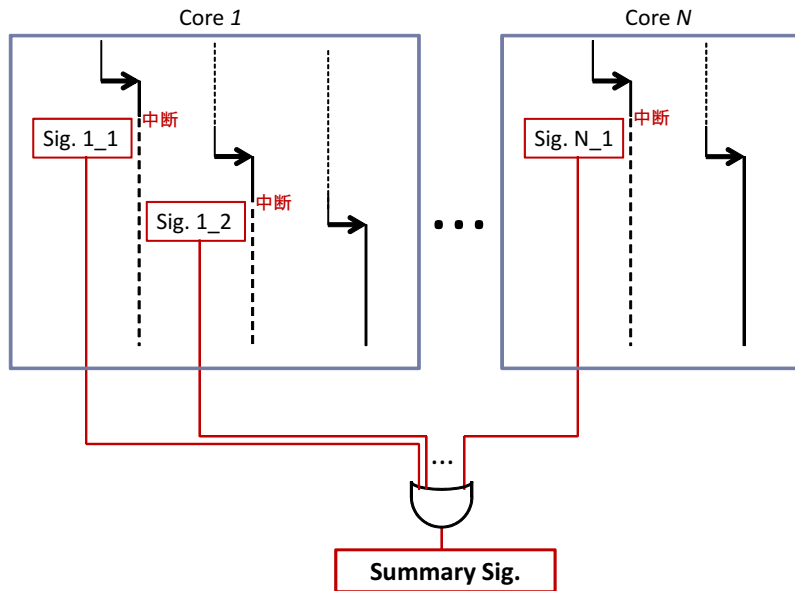 Core 1
Core N
中断
Sig. 1_1
中断
Sig. N_1
中断
Sig. 1_2
...
...
Summary Sig.